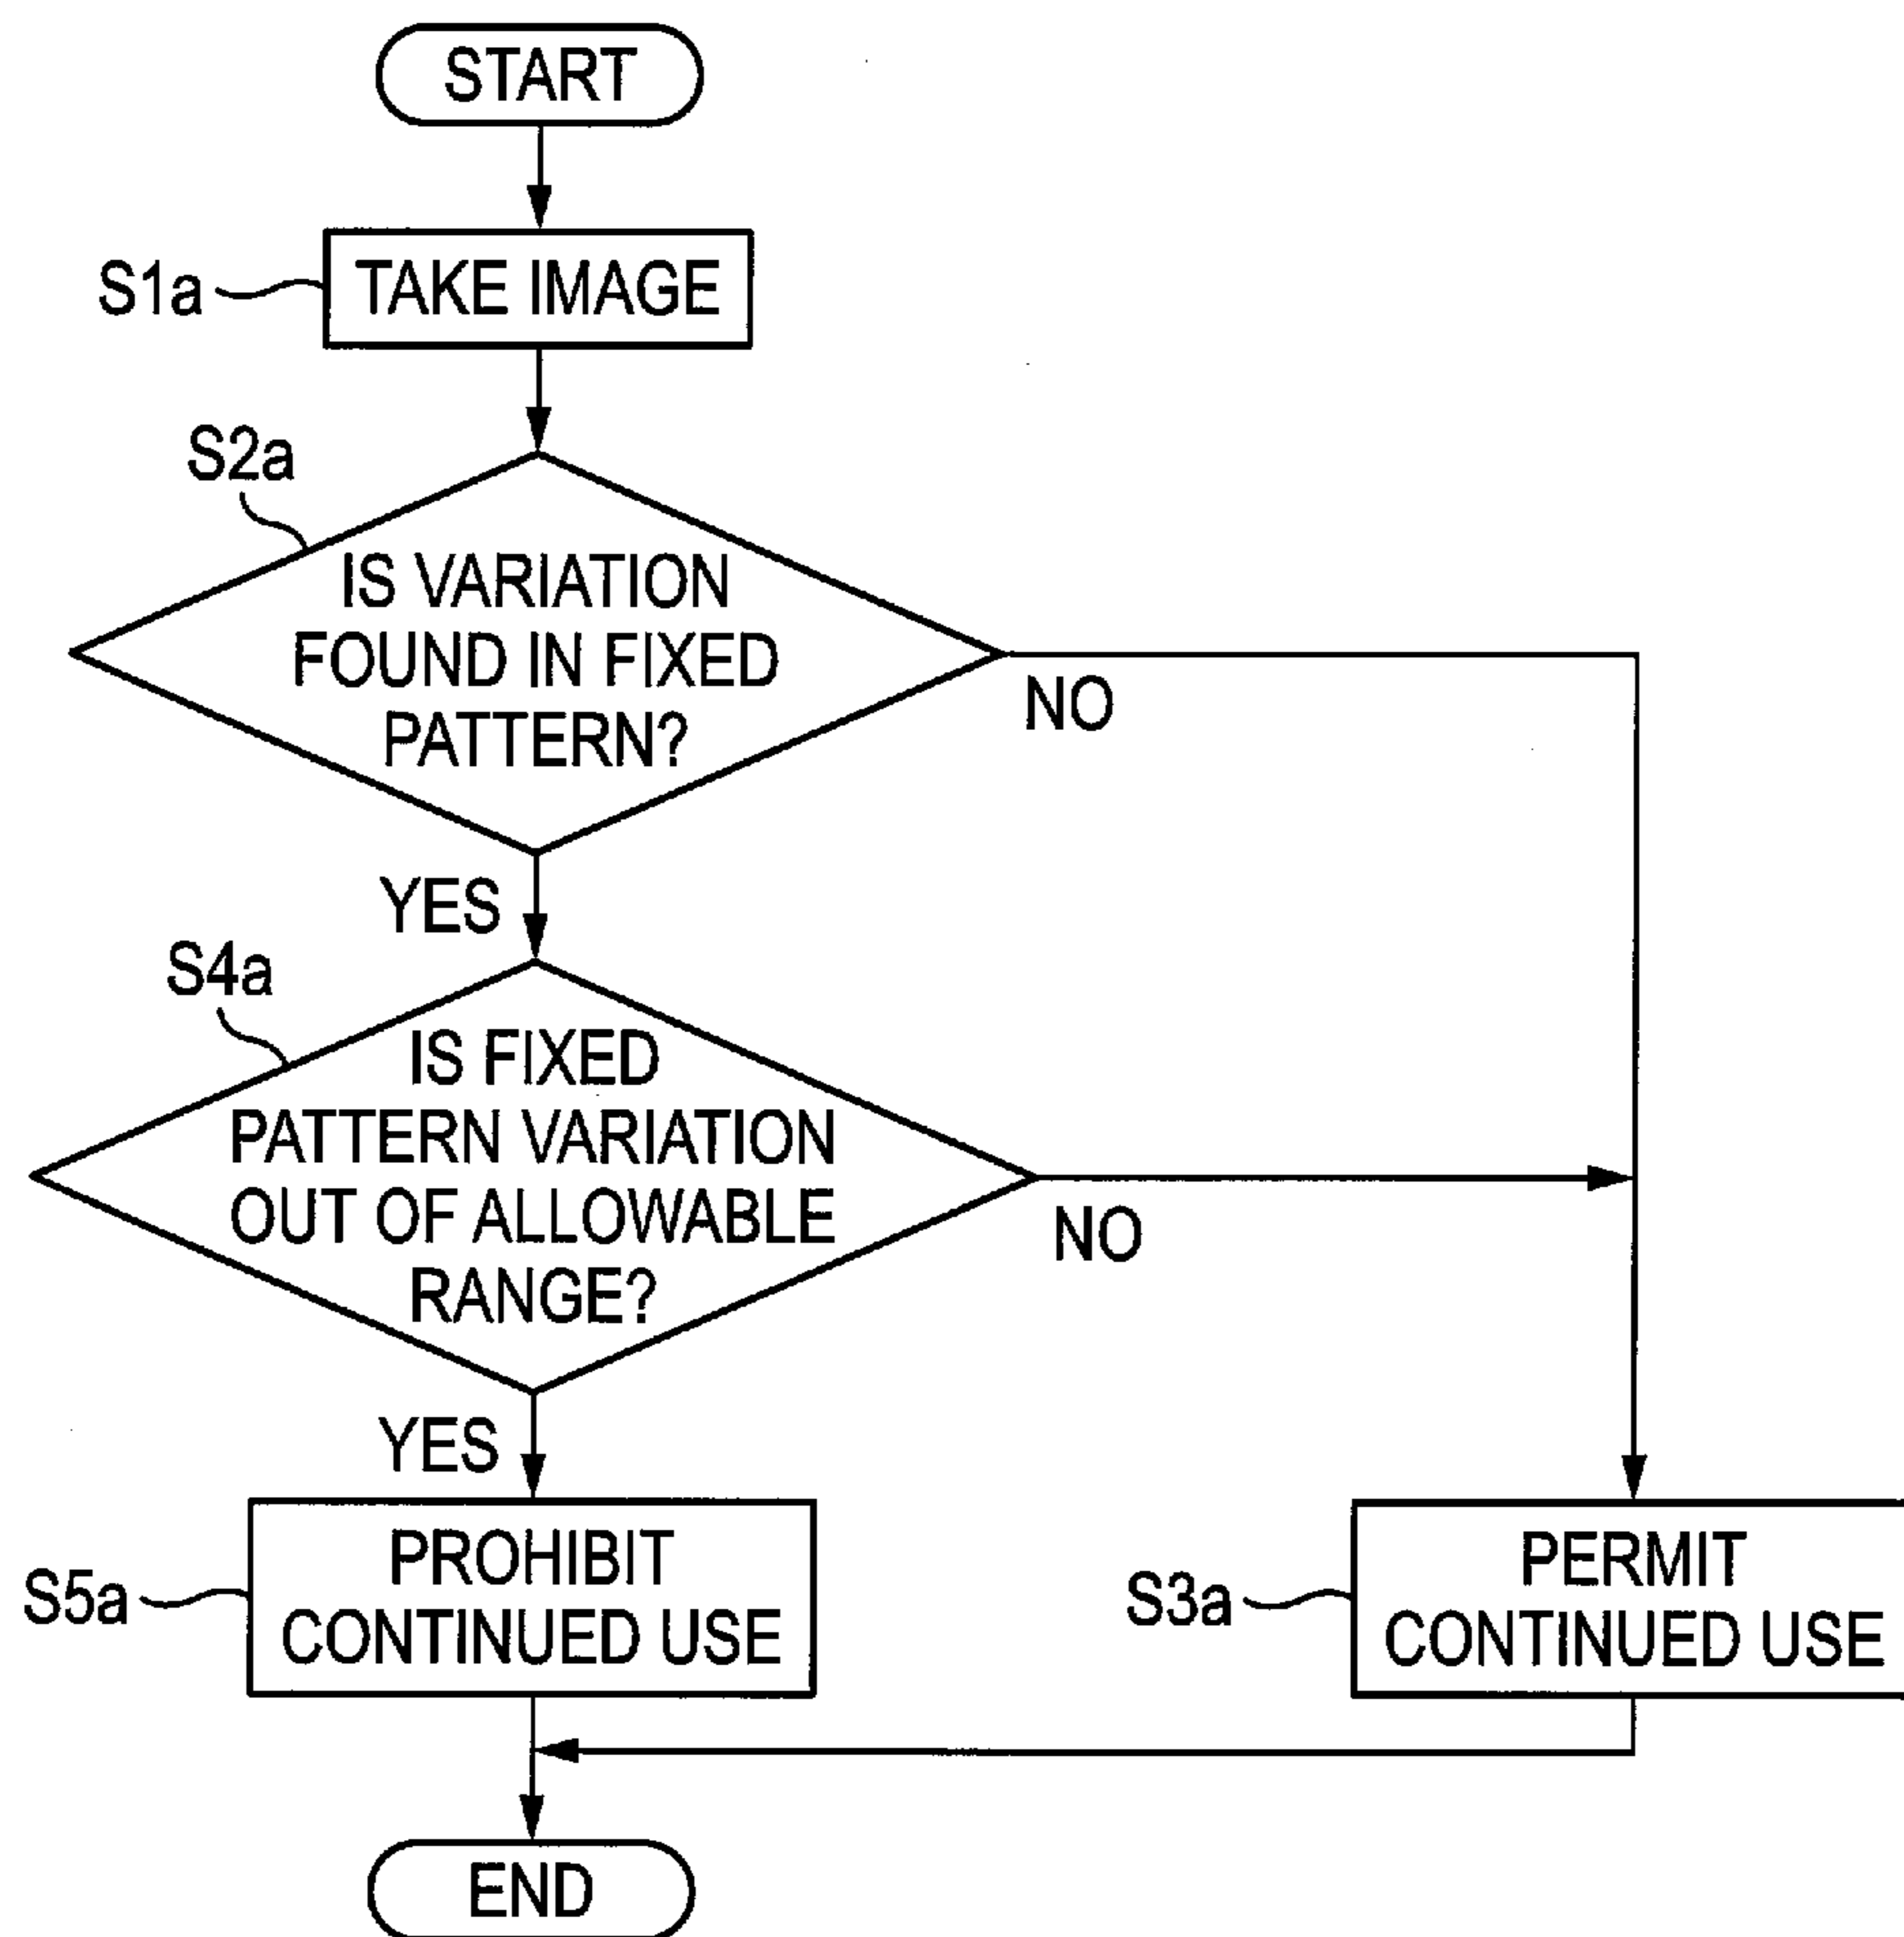 START
S1a
TAKE IMAGE
S2a
IS VARIATION
FOUND IN FIXED
PATTERN?
NO
YES
S4a
IS FIXED
PATTERN VARIATION
OUT OF ALLOWABLE
RANGE?
NO
YES
S5a
PROHIBIT
CONTINUED USE
S3a
PERMIT
CONTINUED USE
END